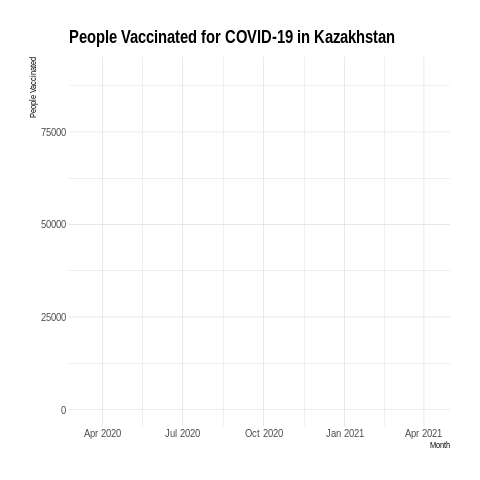 People Vaccinated for COVID-19 in Kazakhstan
People Vaccinated
75000
50000
25000
0
Apr 2020 Jul 2020 Oct 2020 Jan 2021 Apr 2021
Month